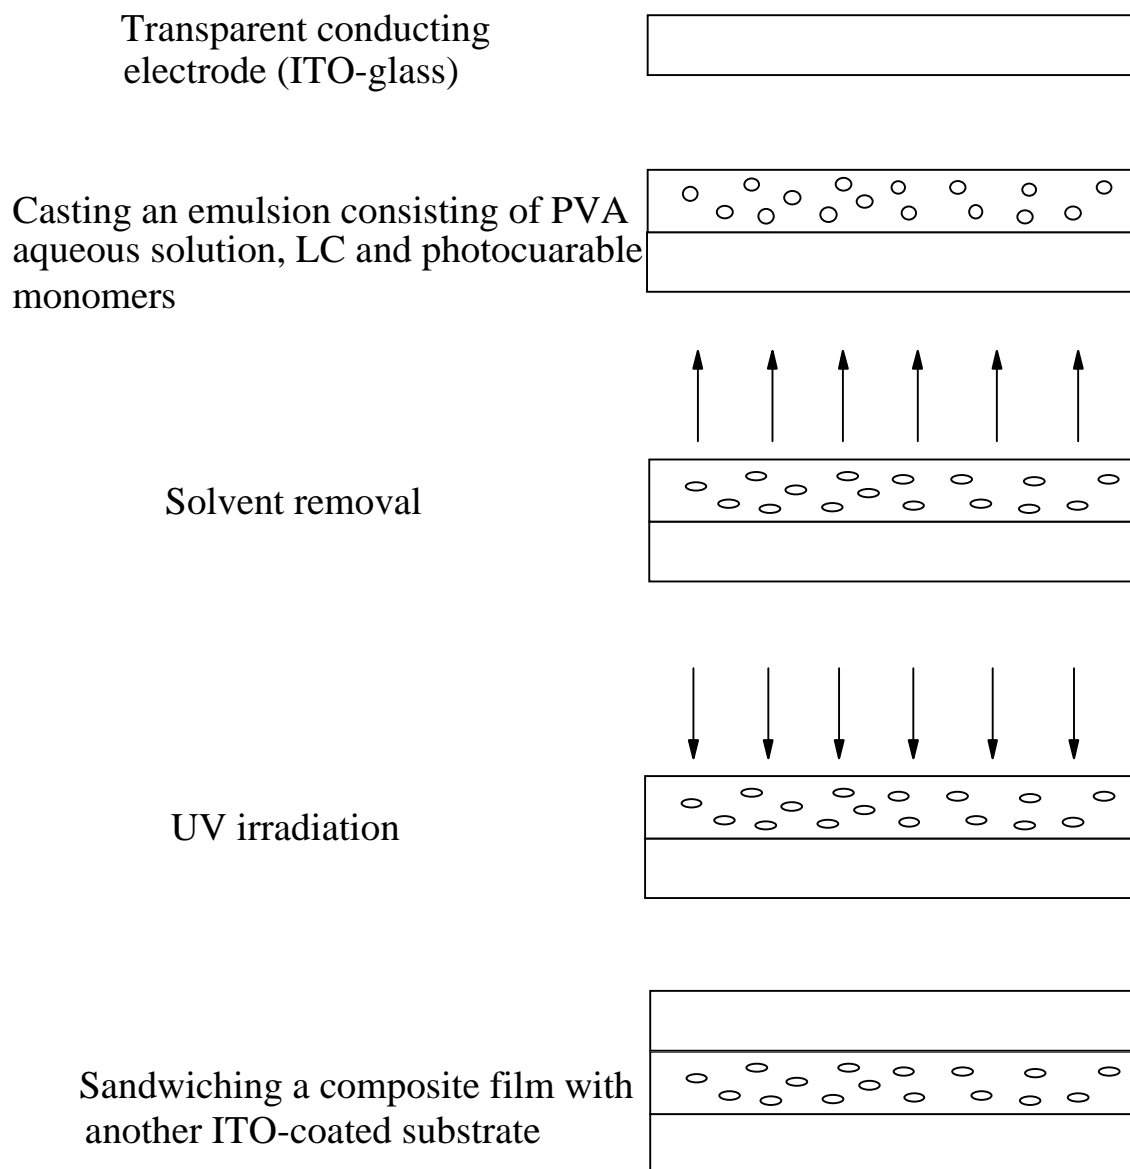 Transparent conducting
electrode (ITO-glass)
Casting an emulsion consisting of PVA
aqueous solution, LC and photocuarable
monomers
Solvent removal
UV irradiation
Sandwiching a composite film with
another ITO-coated substrate